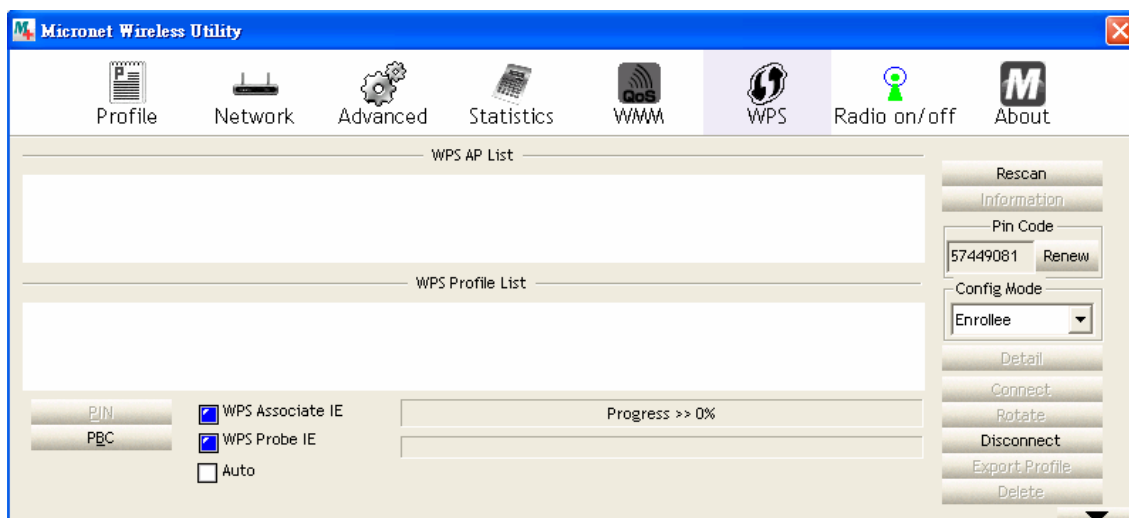 Micronet Wireless Utility
Profile
Network
Advanced
Statistics
QoS
WMM
WPS
Radio on/off
M
About
WPS AP List
Rescan
Information
Pin Code
57449081
Renew
WPS Profile List
Config Mode
Enrollee
Detail
Connect
Rotate
Disconnect
Export Profile
Delete
PIN
PBC
WPS Associate IE
WPS Probe IE
Auto
Progress >> 0%